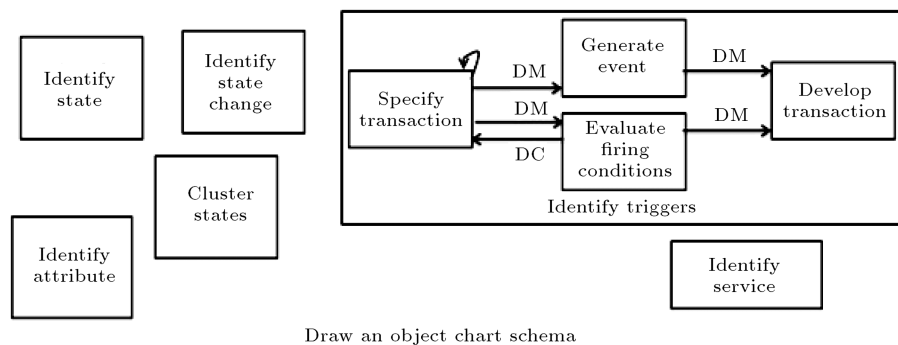 Identify
state
Identify
state
change
Cluster
states
Identify
attribute
Specify
transaction
DM
DM
DC
Generate
event
Evaluate
firing
conditions
DM
DM
Develop
transaction
Identify triggers
Identify
service
Draw an object chart schema